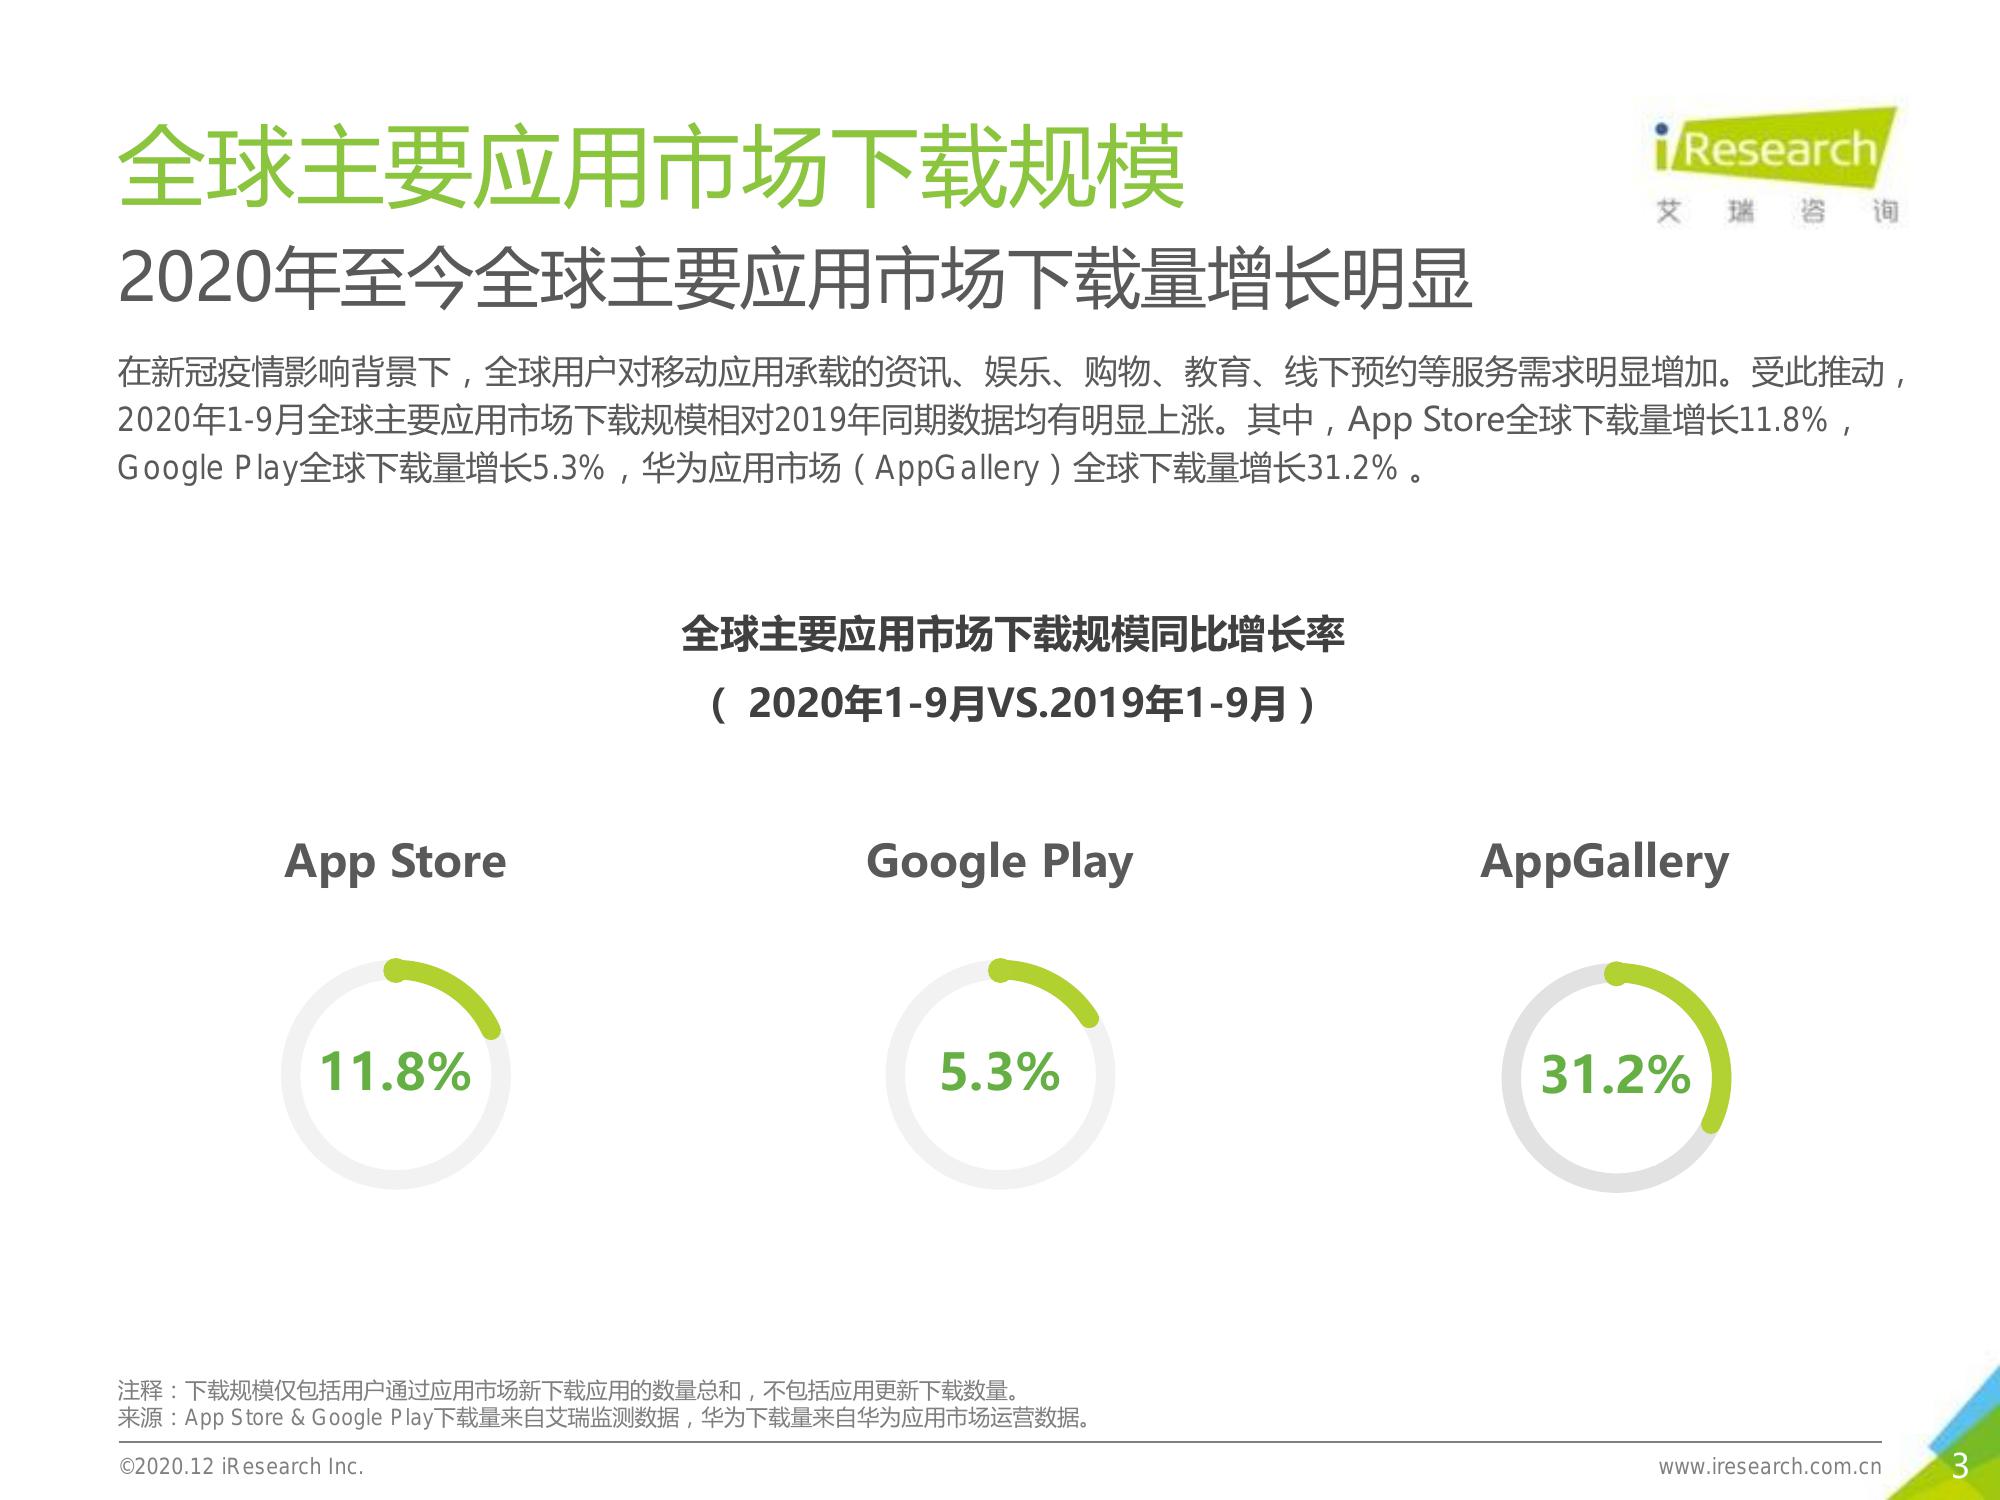 全球主要应用市场下载规模
iResearch
艾瑞咨询
2020年至今全球主要应用市场下载量增长明显
在新冠疫情影响背景下，全球用户对移动应用承载的资讯、娱乐、购物、教育、线下预约等服务需求明显增加。受此推动，
2020年1-9月全球主要应用市场下载规模相对2019年同期数据均有明显上涨。其中，App Store全球下载量增长11.8%，
Google Play全球下载量增长5.3%，华为应用市场（AppGallery）全球下载量增长31.2%。
全球主要应用市场下载规模同比增长率
（ 2020年1-9月VS.2019年1-9月）
App Store
Google Play
AppGallery
11.8%
5.3%
31.2%
注释：下载规模仅包括用户通过应用市场新下载应用的数量总和，不包括应用更新下载数量。
来源：App Store & Google Play下载量来自艾瑞监测数据，华为下载量来自华为应用市场运营数据。
©2020.12 iResearch Inc.
www.iresearch.com.cn
3